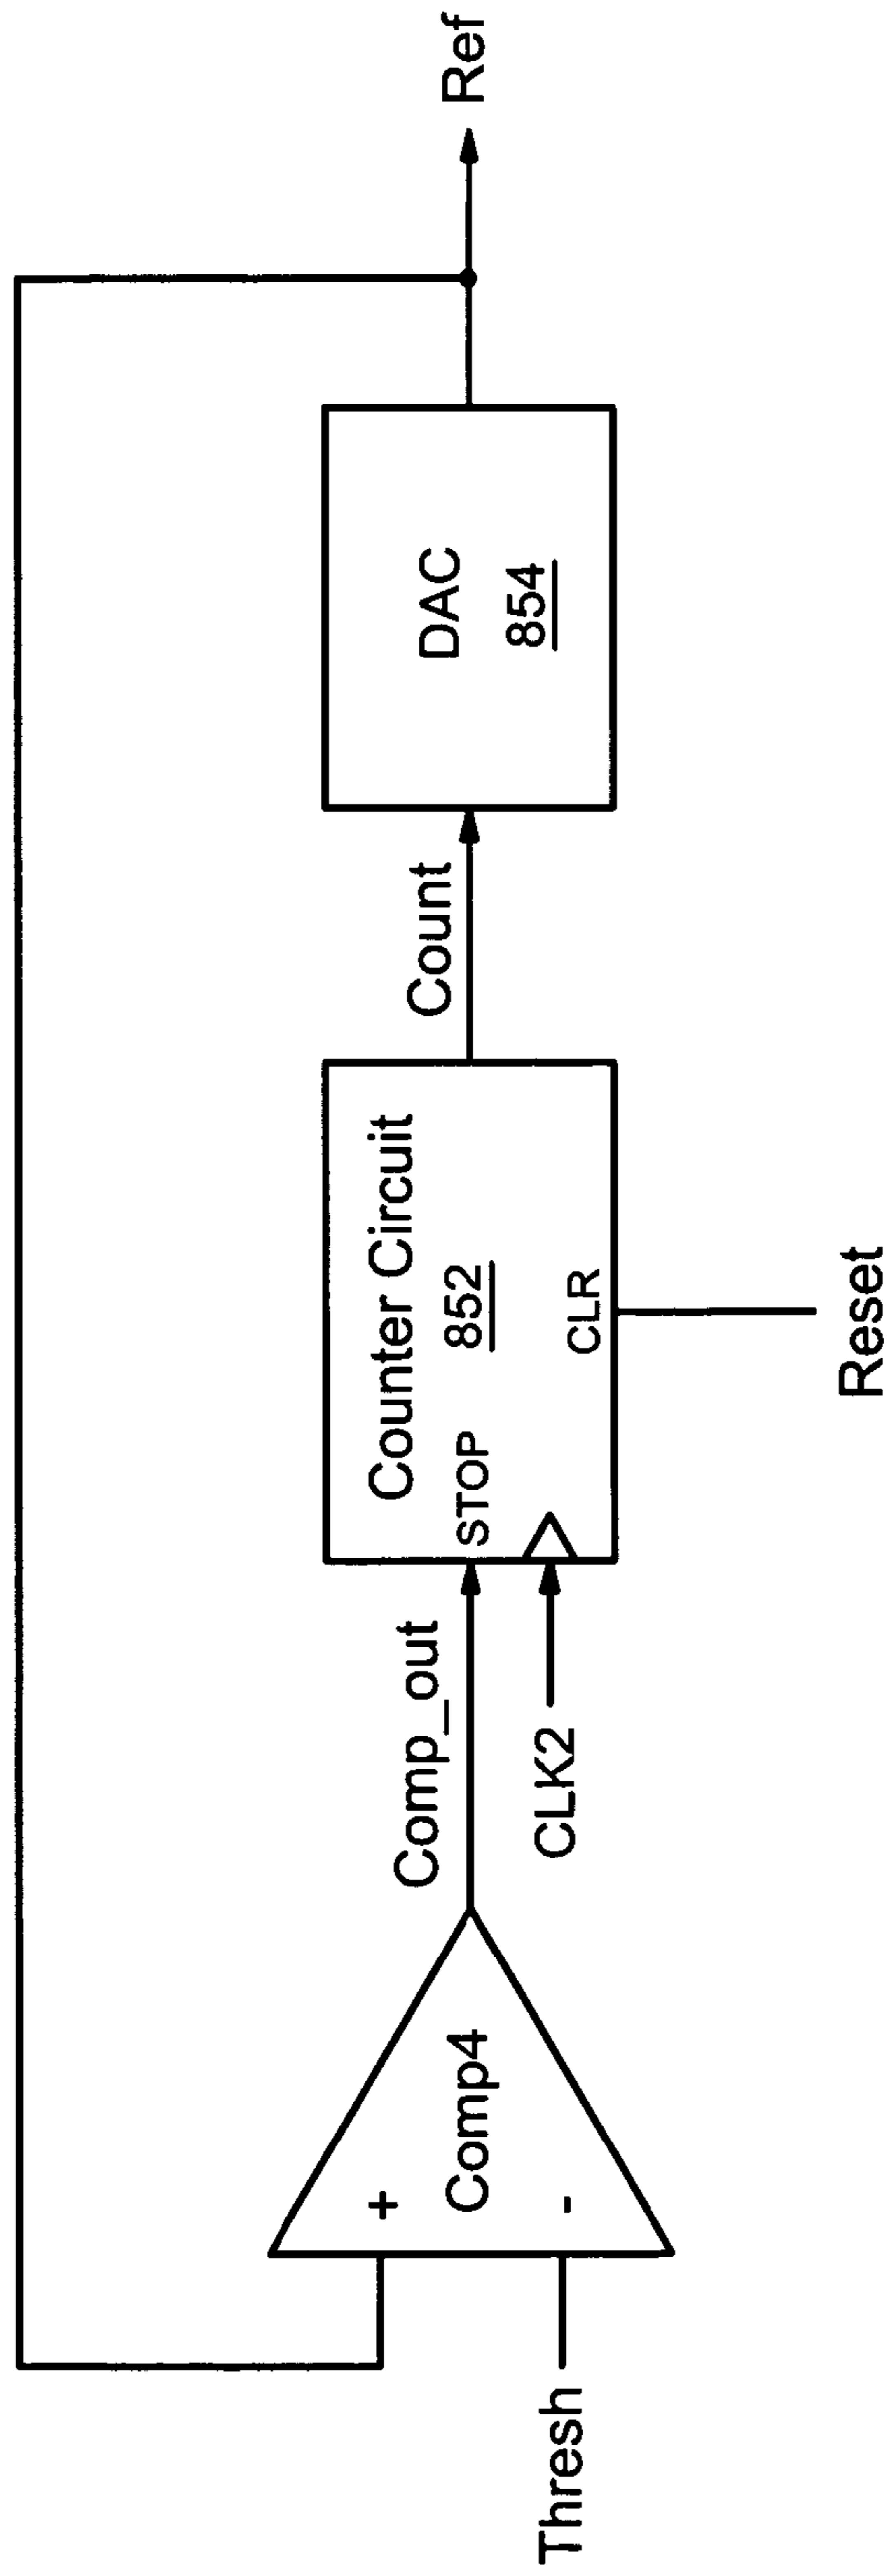 Thresh
+
-
Comp4
Comp_out
CLK2
STOP
Counter Circuit
852
CLR
Reset
Count
DAC
854
Ref